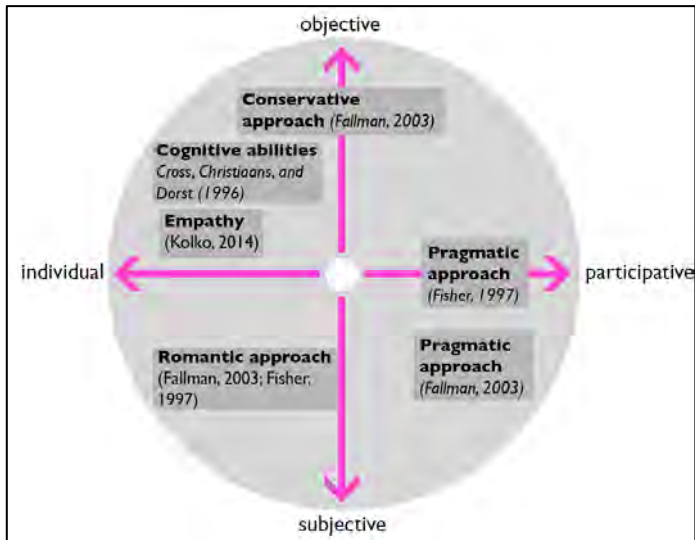 objective
Conservative
approach (Fallman, 2003)
Cognitive abilities
Cross, Christiaans, and
Dorst (1996)
Empathy
(Kolko, 2014)
individual
Pragmatic
approach
(Fisher, 1997)
participative
Romantic approach
(Fallman, 2003; Fisher,
1997)
Pragmatic
approach
(Fallman, 2003)
subjective